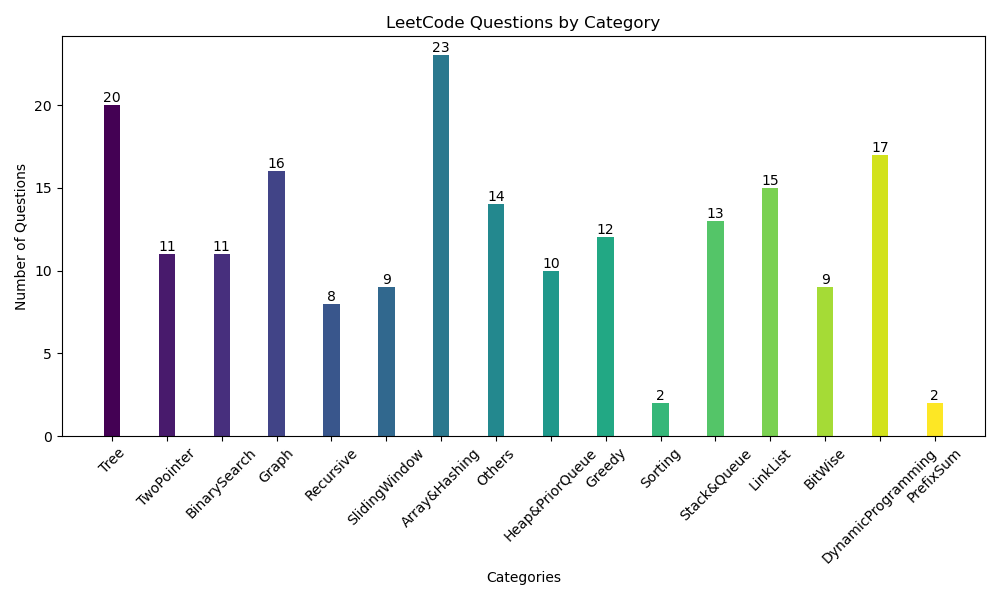 LeetCode Questions by Category
Number of Questions
20
15
10
5
0
20
11
11
16
8
9
23
14
10
12
2
13
15
9
17
2
Tree
TwoPointer
BinarySearch
Graph
Recursive
SlidingWindow
Array&Hashing
Others
Heap&PriorQueue
Greedy
Sorting
Stack&Queue
LinkList
BitWise
DynamicProgramming
PrefixSum
Categories